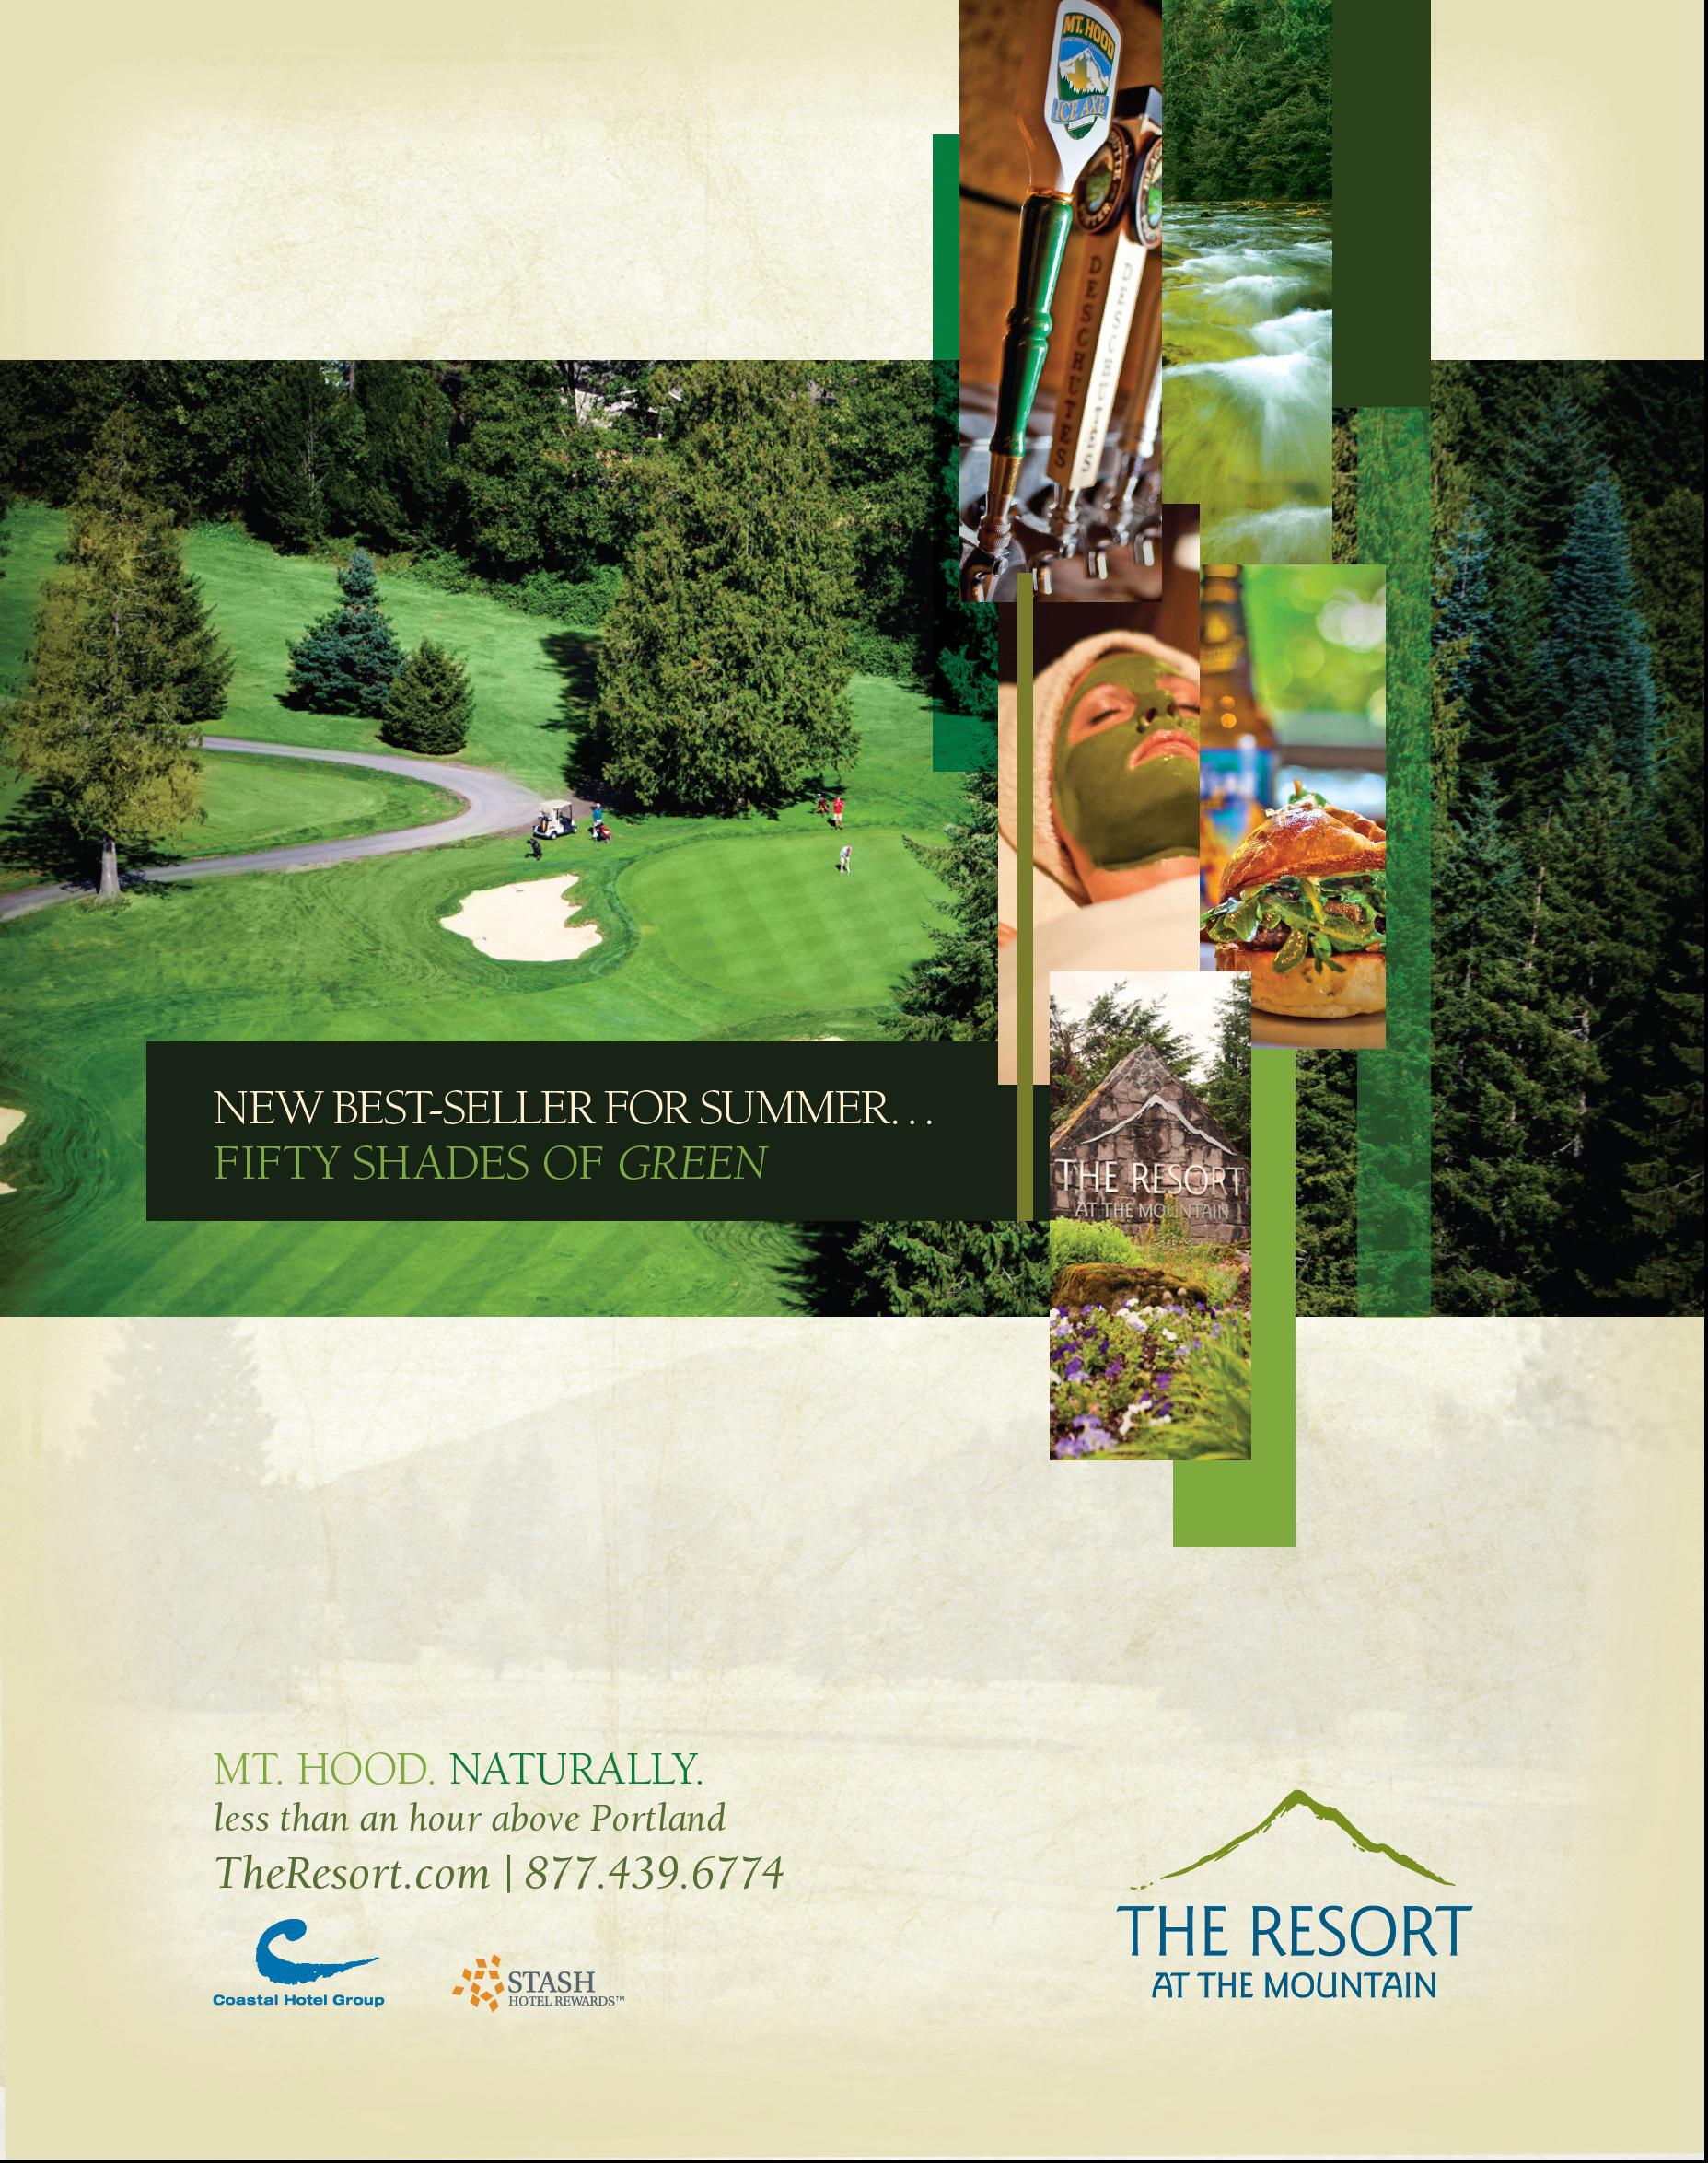 MT. HOOD
ICE AXE
DESCHUTES
DESCHUTES
THE RESORT
AT THE MOUNTAIN
NEW BEST-SELLER FOR SUMMER...
FIFTY SHADES OF GREEN
MT. HOOD. NATURALLY.
less than an hour above Portland
TheResort.com | 877.439.6774
Coastal Hotel Group
STASH
HOTEL REWARDS™
THE RESORT
AT THE MOUNTAIN